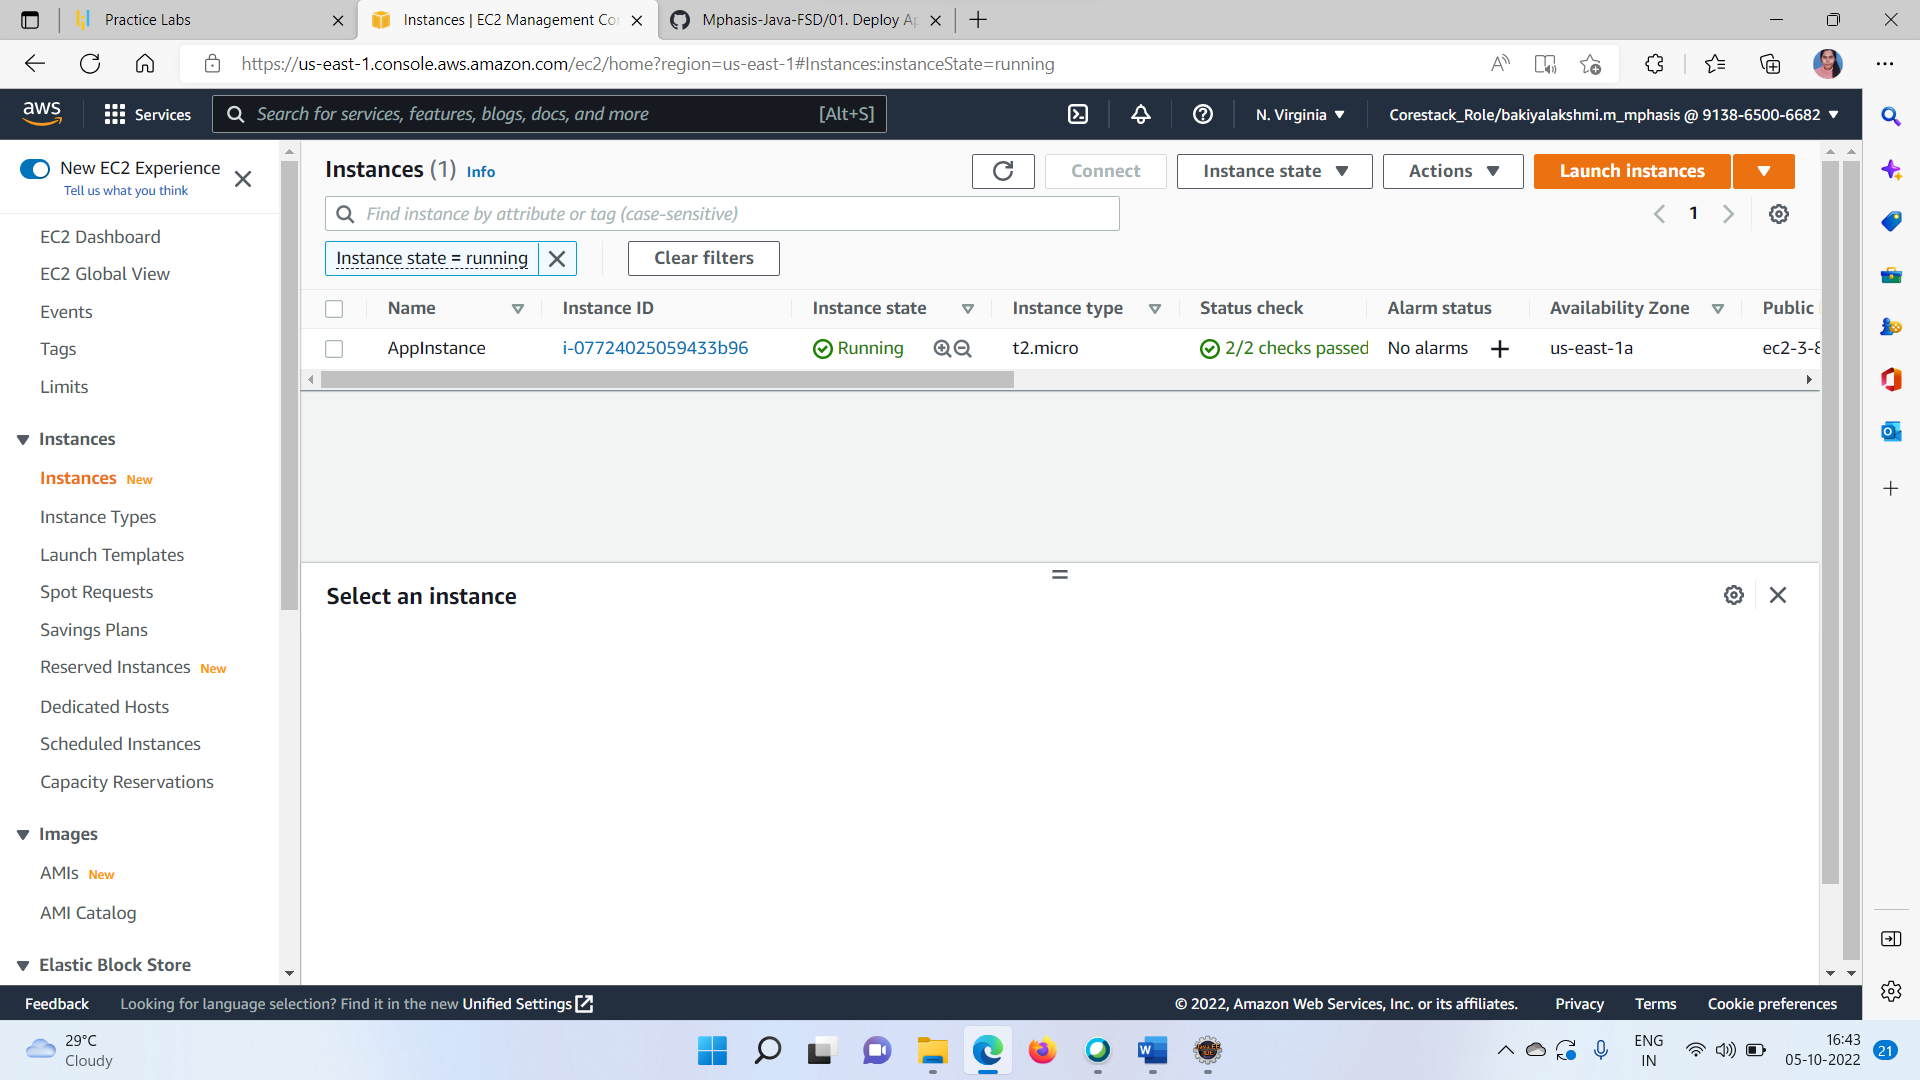 Practice Labs
Instances | EC2 Management Co
Mphasis-Java-FSD/01. Deploy Ap
https://us-east-1.console.aws.amazon.com/ec2/home?region=us-east-1#Instances:instanceState=running
aws
Services
Search for services, features, blogs, docs, and more
[Alt+S]
N. Virginia
Corestack_Role/bakiyalakshmi.m_mphasis @ 9138-6500-6682
New EC2 Experience
Tell us what you think
EC2 Dashboard
EC2 Global View
Events
Tags
Limits
Instances
Instances New
Instance Types
Launch Templates
Spot Requests
Savings Plans
Reserved Instances New
Dedicated Hosts
Scheduled Instances
Capacity Reservations
Images
AMIs New
AMI Catalog
Elastic Block Store
Instances (1) Info
Connect
Instance state
Actions
Launch instances
Find instance by attribute or tag (case-sensitive)
1
Instance state = running
Clear filters
Name Instance ID Instance state Instance type Status check Alarm status Availability Zone Public
AppInstance i-07724025059433b96 Running t2.micro 2/2 checks passed No alarms us-east-1a ec2-3-8
Select an instance
Feedback
Looking for language selection? Find it in the new Unified Settings
© 2022, Amazon Web Services, Inc. or its affiliates.
Privacy
Terms
Cookie preferences
29°C
Cloudy
ENG
IN
16:43
05-10-2022
21